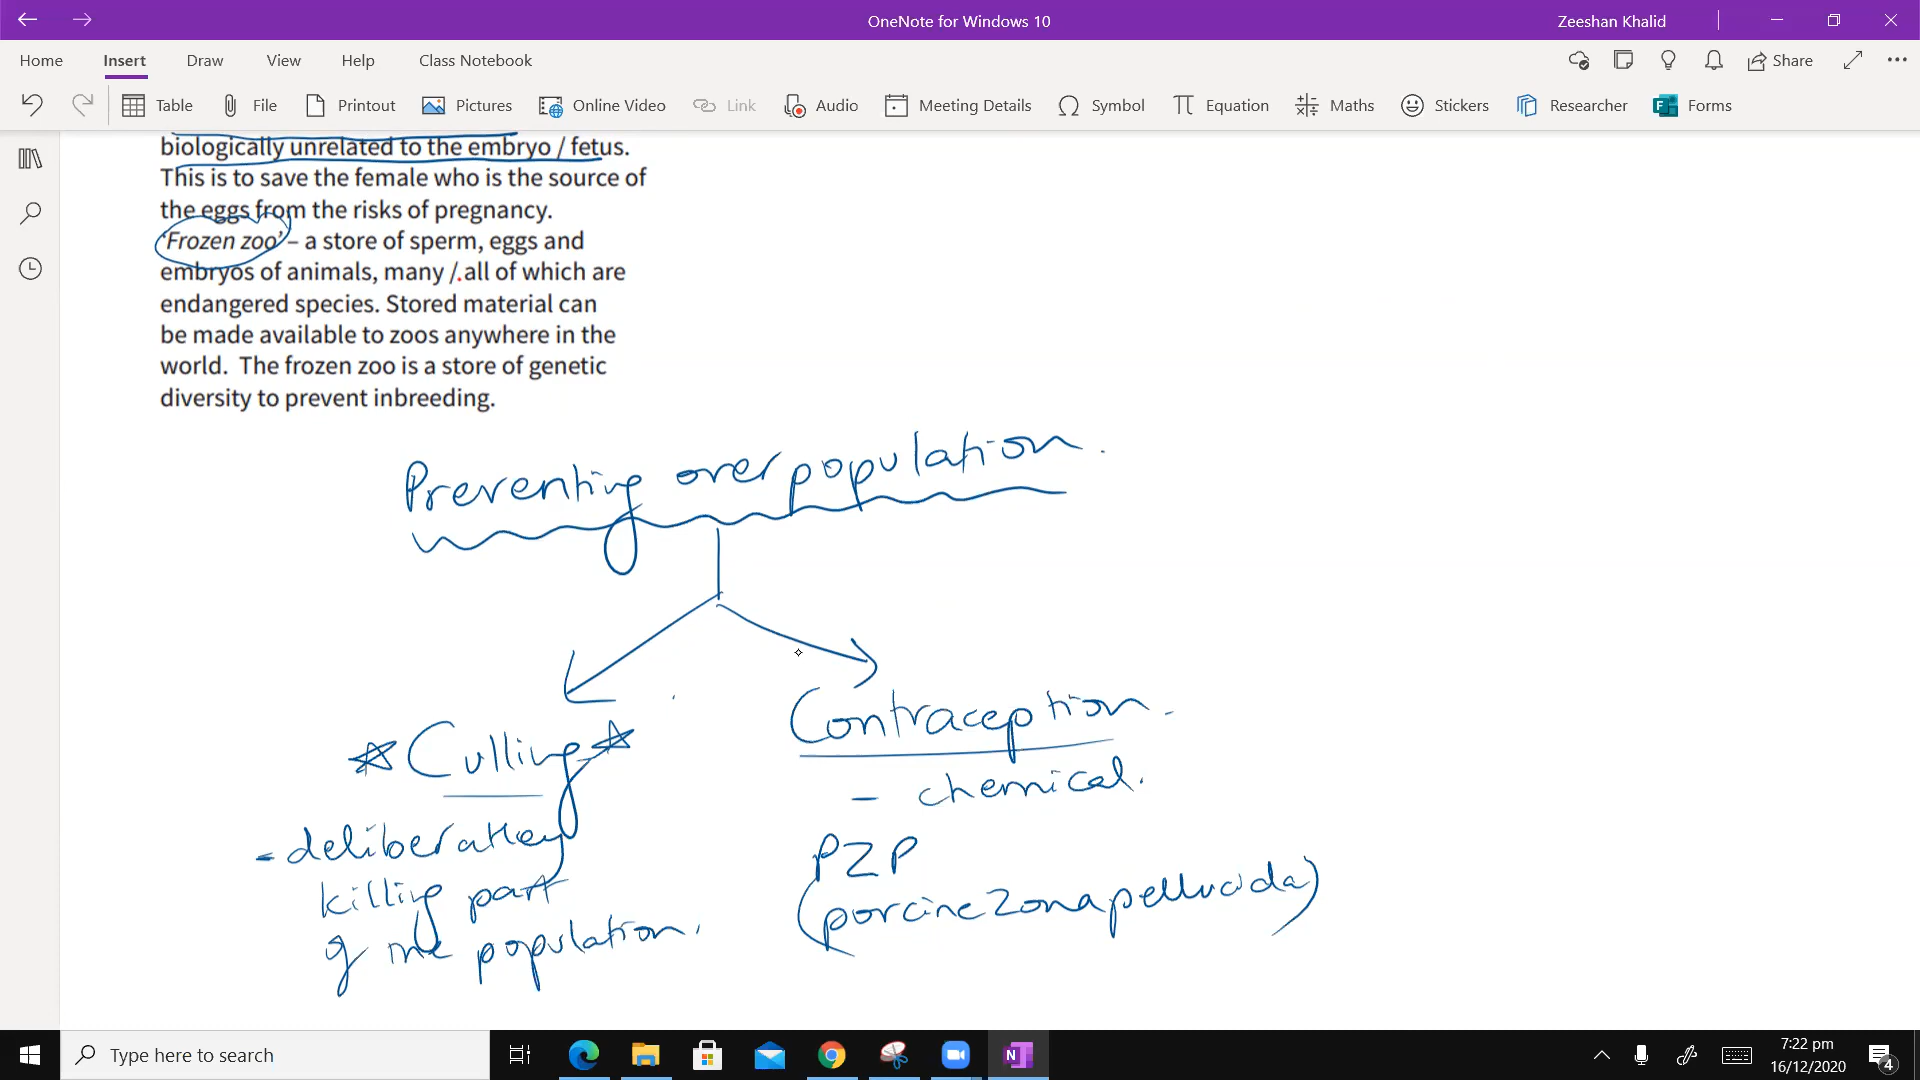 OneNote for Windows 10
Zeeshan Khalid
Home Insert Draw View Help Class Notebook
Share
Table File Printout Pictures Online Video Link Audio Meeting Details Symbol Equation Maths Stickers Researcher Forms
biologically unrelated to the embryo / fetus.
This is to save the female who is the source of
the eggs from the risks of pregnancy.
'Frozen zoo' – a store of sperm, eggs and
embryos of animals, many / all of which are
endangered species. Stored material can
be made available to zoos anywhere in the
world. The frozen zoo is a store of genetic
diversity to prevent inbreeding.
Preventing over population.
Culling
- deliberatley
killing part
of the population.
Contraception.
- chemical.
PZP
(porcine zona pellucida)
Type here to search
7:22 pm
16/12/2020
4